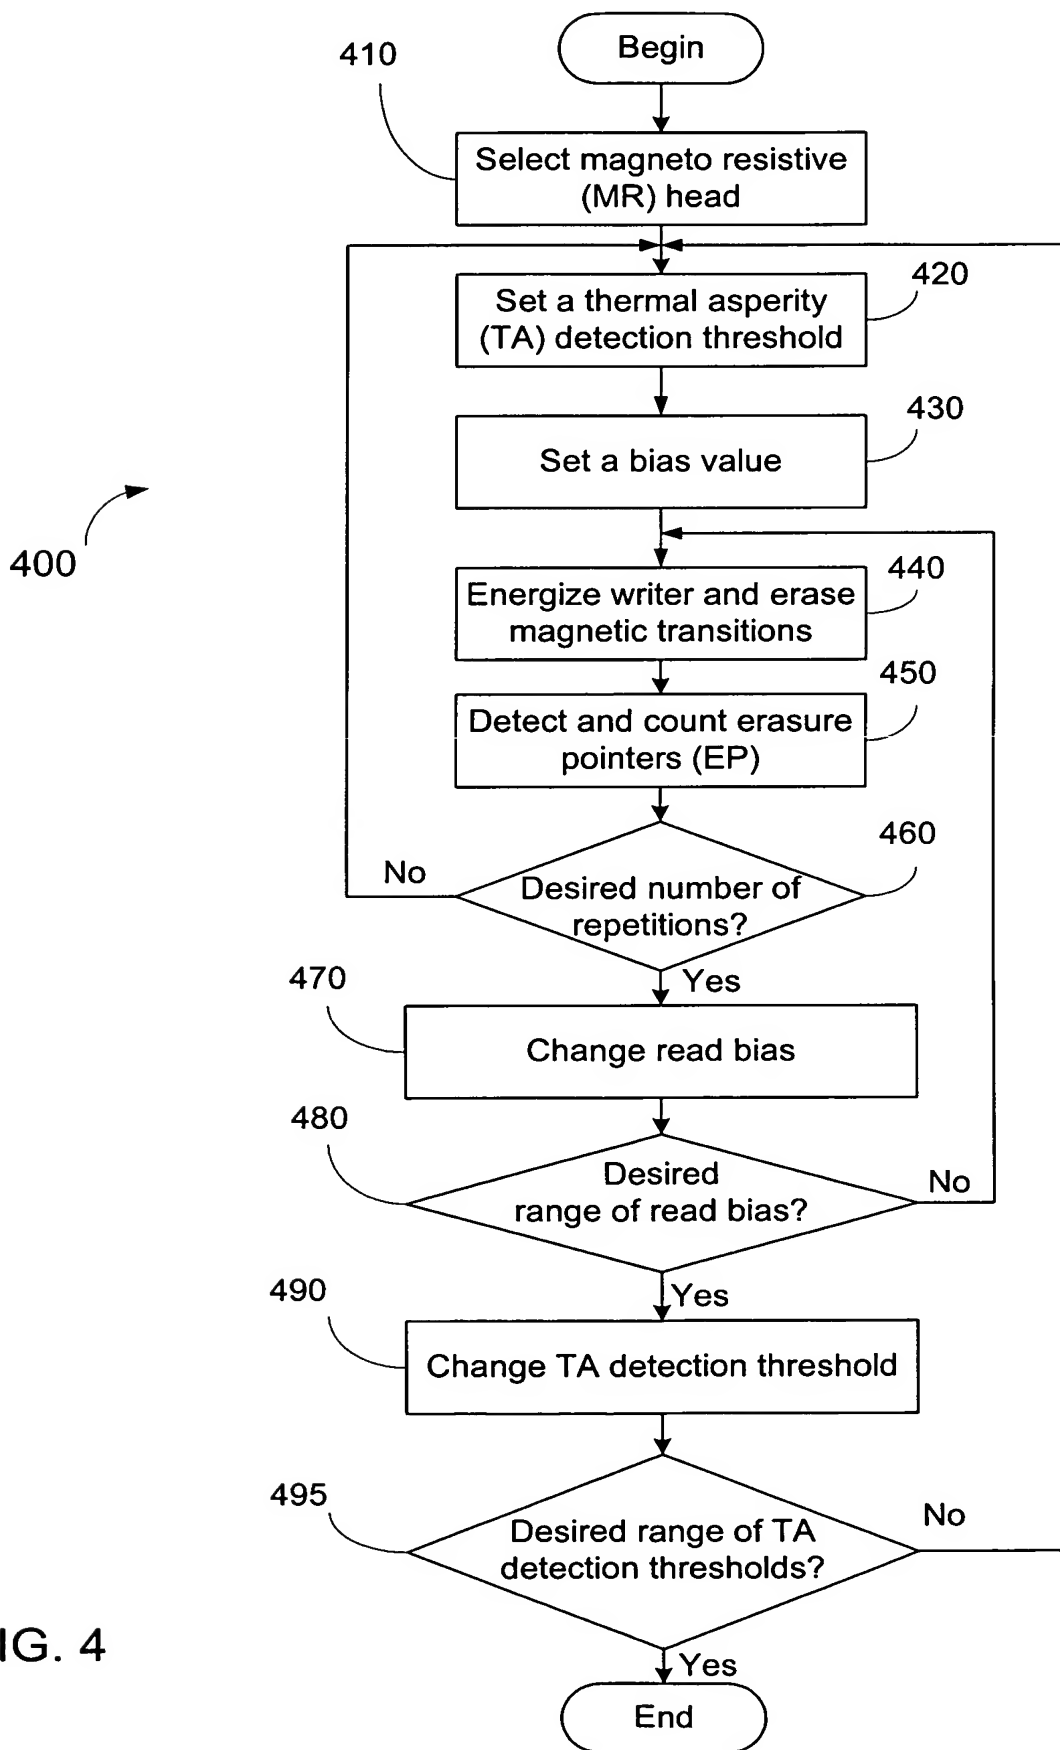 Begin
410
Select magneto resistive
(MR) head
420
Set a thermal asperity
(TA) detection threshold
430
Set a bias value
400
440
Energize writer and erase
magnetic transitions
450
Detect and count erasure
pointers (EP)
460
No
Desired number of
repetitions?
Yes
470
Change read bias
480
Desired
range of read bias?
No
Yes
490
Change TA detection threshold
495
No
Desired range of TA
detection thresholds?
IG. 4
Yes
End